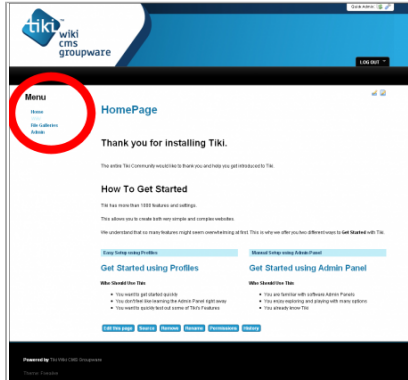 Quick Admin
tiki
wiki
cms
groupware
LOG OUT
Menu
Home
File Galleries
Admin
HomePage
Thank you for installing Tiki.
The entire Tiki Community would like to thank you and help you get introduced to Tiki.
How To Get Started
Tiki has more than 1000 features and settings.
This allows you to create both very simple and complex websites.
We understand that so many features might seem overwhelming at first. This is why we offer you two different ways to Get Started with Tiki.
Easy Setup using Profiles
Manual Setup using Admin Panel
Get Started using Profiles
Get Started using Admin Panel
Who Should Use This
Who Should Use This
You want to get started quickly
You are familiar with software Admin Panels
You don't feel like learning the Admin Panel right away
You enjoy exploring and playing with many options
You want to quickly test out some of Tiki's Features
You already know Tiki
Edit this page
Source
Remove
Rename
Permissions
History
Powered by Tiki Wiki CMS Groupware